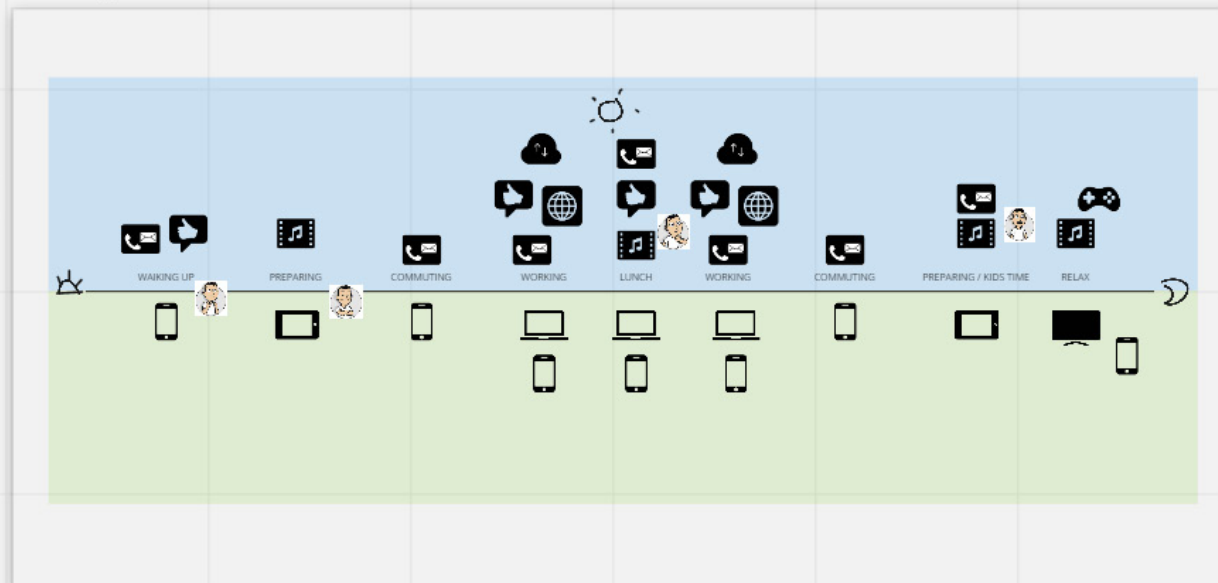 WAIKING UP
PREPARING
COMMUTING
WORKING
LUNCH
WORKING
COMMUTING
PREPARING / KIDS TIME
RELAX